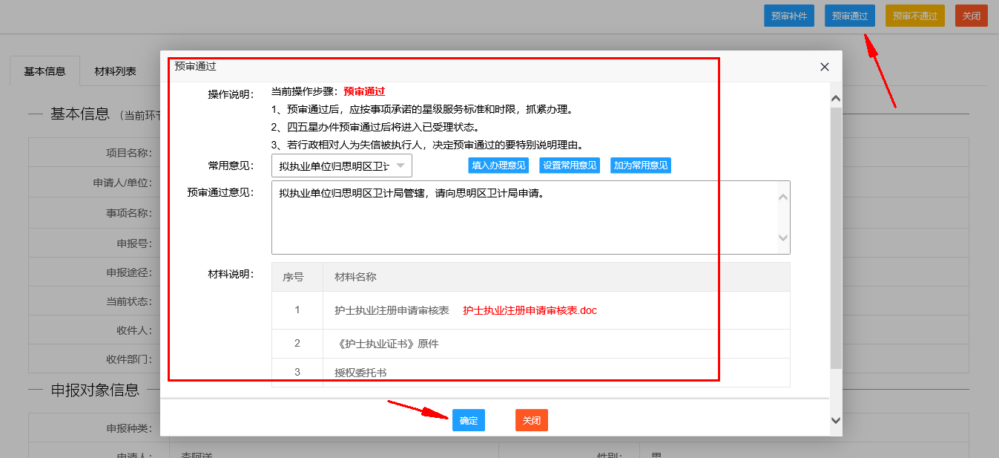 预审补件 预审通过 预审不通过 关闭
预审通过
基本信息 材料列表
操作说明： 当前操作步骤：预审通过
1、预审通过后，应按事项承诺的星级服务标准和时限，抓紧办理。
2、四五星办件预审通过后将进入已受理状态。
3、若行政相对人为失信被执行人，决定预审通过的要特别说明理由。
基本信息 （当前环节
项目名称：
常用意见： 拟执业单位归思明区卫计 填入办理意见 设置常用意见 加为常用意见
申请人/单位：
预审通过意见： 拟执业单位归思明区卫计局管辖，请向思明区卫计局申请。
事项名称：
申报号：
申报途径：
材料说明： 序号 材料名称
当前状态：
1 护士执业注册申请审核表 护士执业注册申请审核表.doc
收件人：
2 《护士执业证书》原件
收件部门：
3 授权委托书
申报对象信息
确定 关闭
申报种类：
申请人： 性别： 男